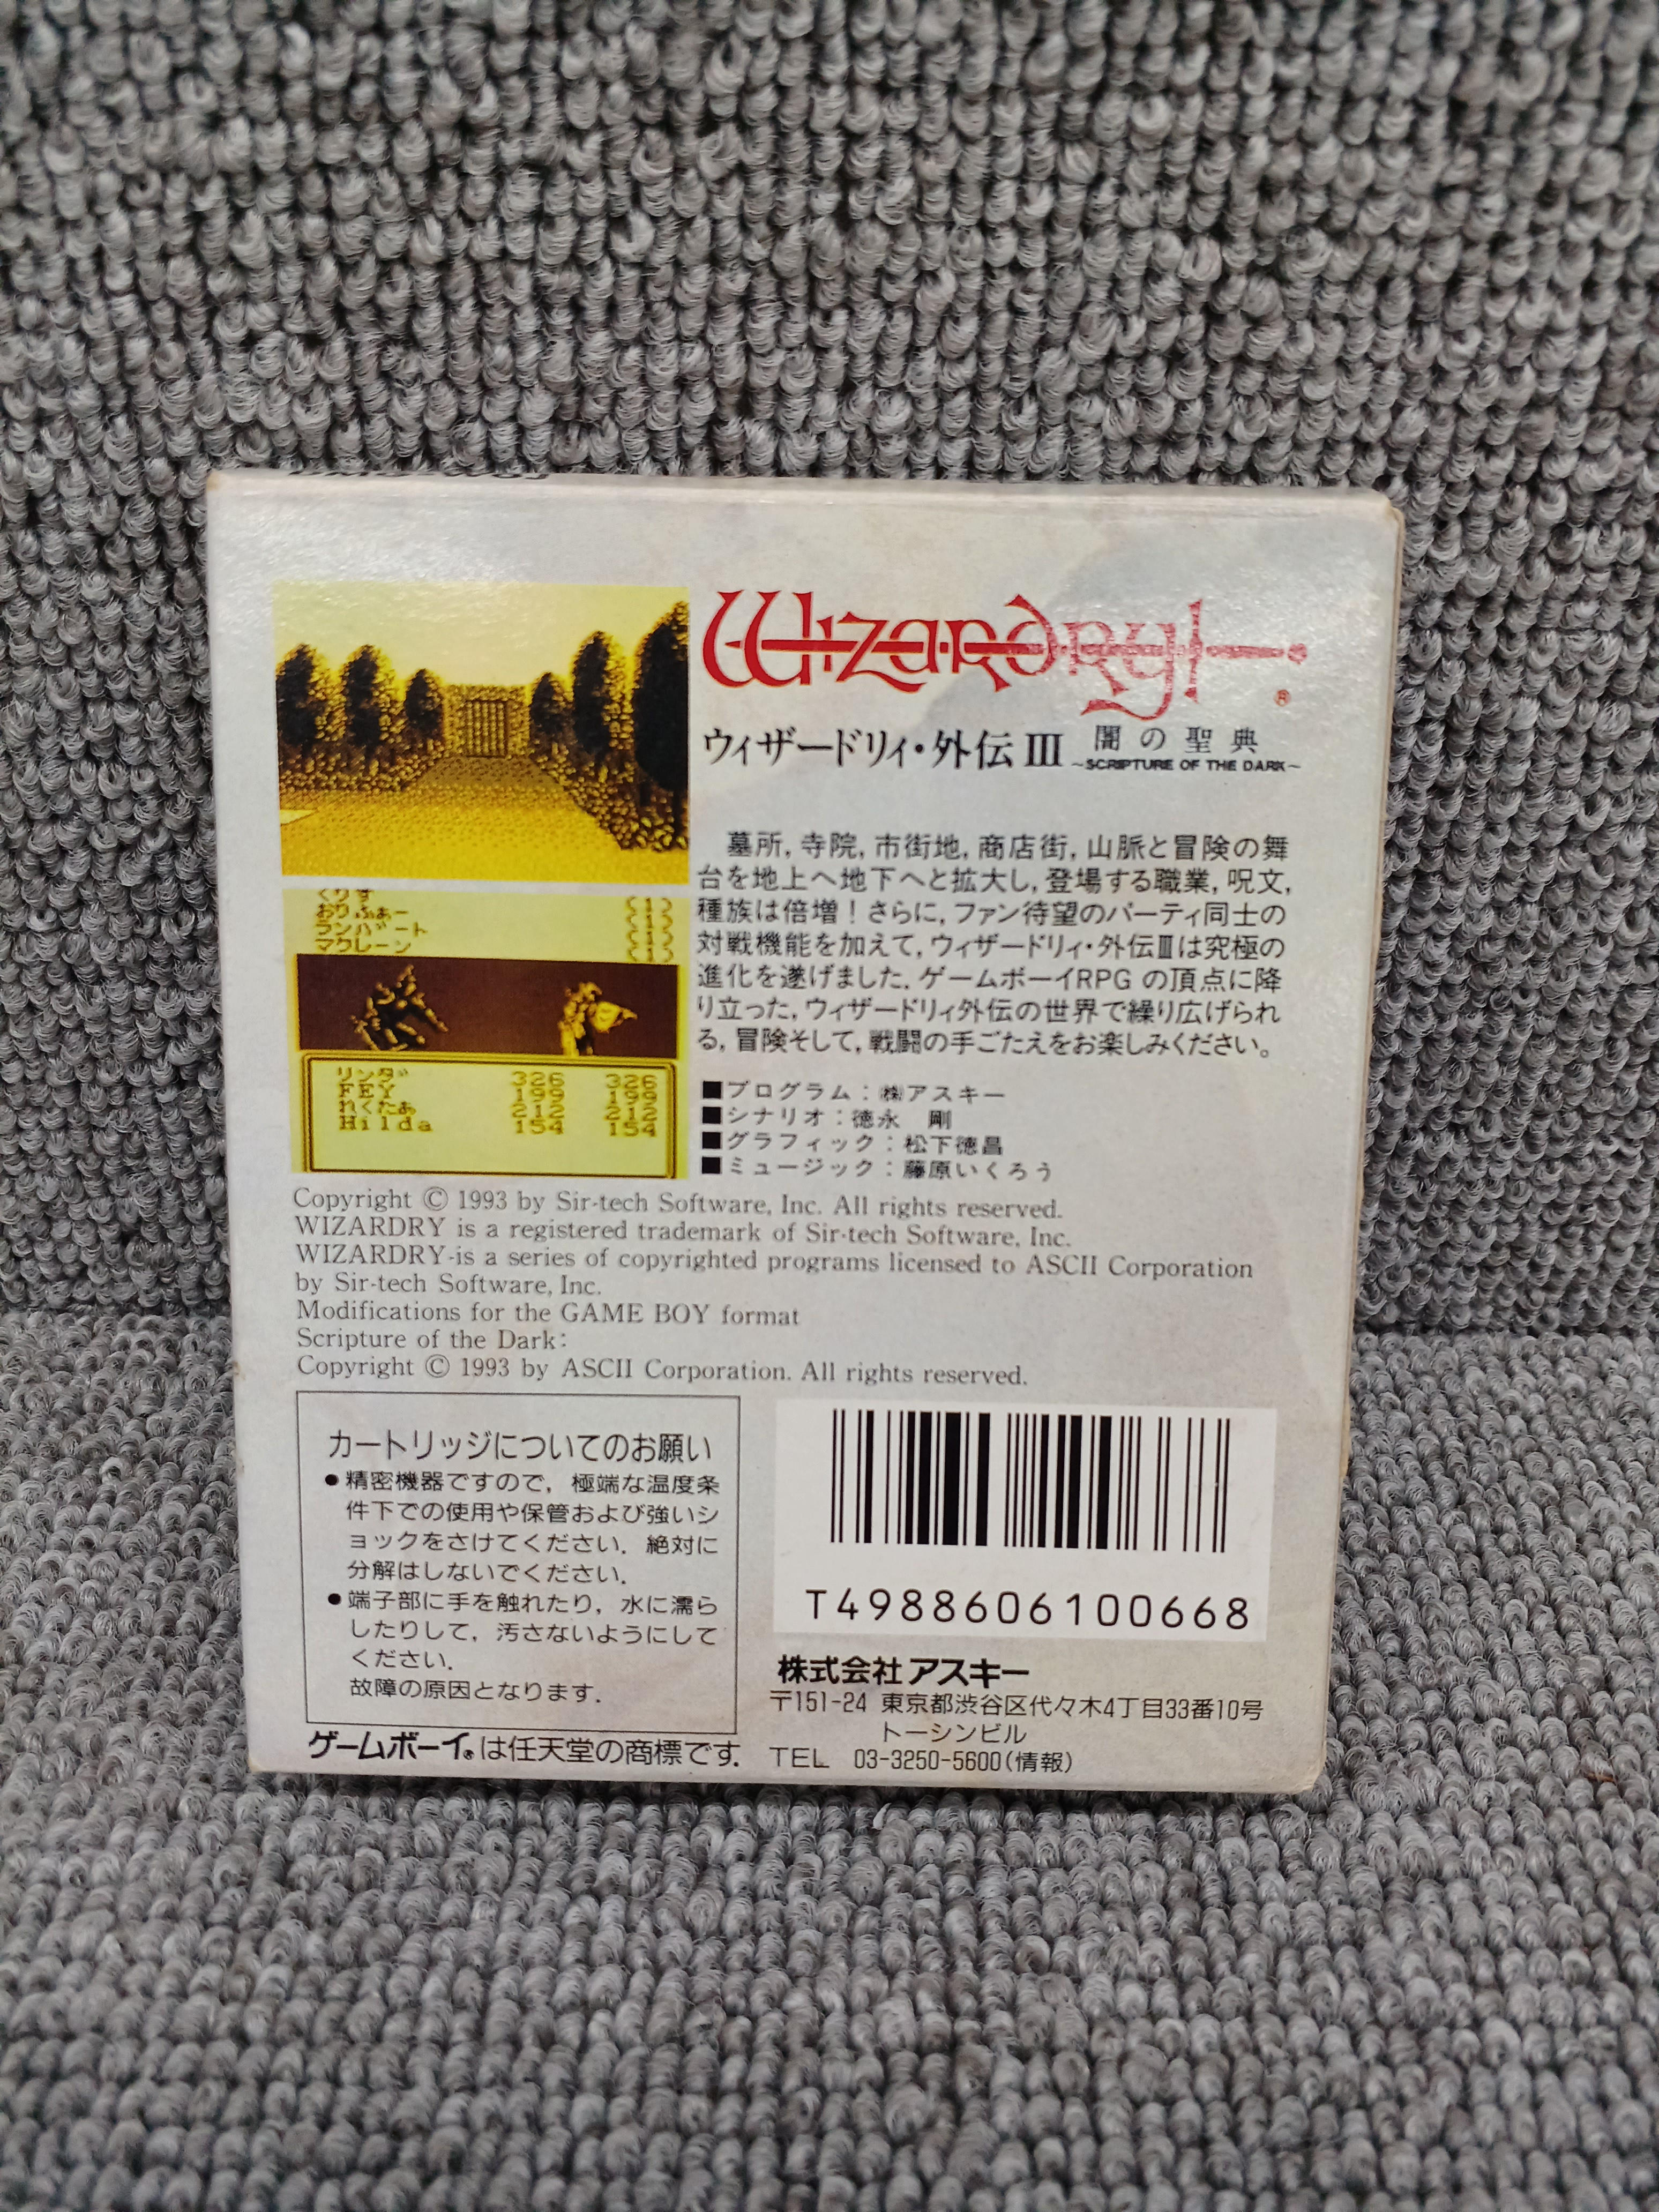 Wizardry
®
ウィザードリィ・外伝 III 闇の聖典
~SCRIPTURE OF THE DARK~
墓所,寺院,市街地,商店街,山脈と冒険の舞
台を地上へ地下へと拡大し,登場する職業,呪文,
種族は倍増！さらに,ファン待望のパーティ同士の
対戦機能を加えて,ウィザードリィ・外伝Ⅲは究極の
進化を遂げました.ゲームボーイRPGの頂点に降
り立った,ウィザードリィ外伝の世界で繰り広げられ
る,冒険そして,戦闘の手ごたえをお楽しみください。
■プログラム：㈱アスキー
■シナリオ：徳永 剛
■グラフィック：松下徳昌
■ミュージック：藤原いくろう
くりす (1)
おりふぁー (1)
ランバート (1)
マクレーン (1)
リンダ 326 326
FEY 199 199
れくたあ 212 212
Hilda 154 154
Copyright © 1993 by Sir-tech Software, Inc. All rights reserved.
WIZARDRY is a registered trademark of Sir-tech Software, Inc.
WIZARDRY-is a series of copyrighted programs licensed to ASCII Corporation
by Sir-tech Software, Inc.
Modifications for the GAME BOY format
Scripture of the Dark:
Copyright © 1993 by ASCII Corporation. All rights reserved.
カートリッジについてのお願い
●精密機器ですので，極端な温度条
件下での使用や保管および強いシ
ョックをさけてください．絶対に
分解はしないでください．
●端子部に手を触れたり，水に濡ら
したりして，汚さないようにして
ください．
故障の原因となります．
ゲームボーイ®は任天堂の商標です．
T4988606100668
株式会社アスキー
〒151-24 東京都渋谷区代々木4丁目33番10号
トーシンビル
TEL 03-3250-5600(情報)